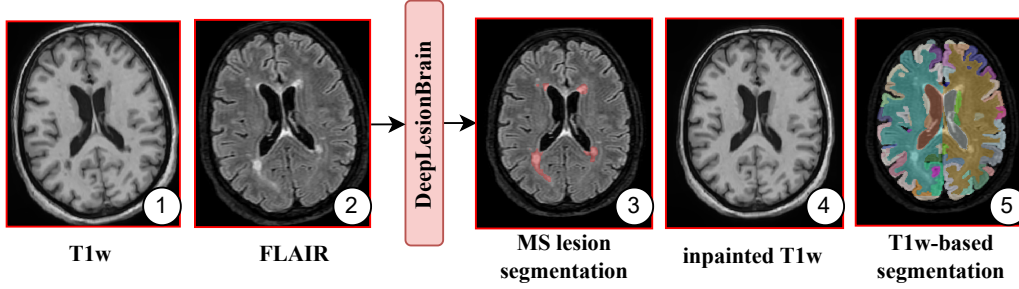 1
2
DeepLesionBrain
3
4
5
T1w
FLAIR
MS lesion
segmentation
inpainted T1w
T1w-based
segmentation